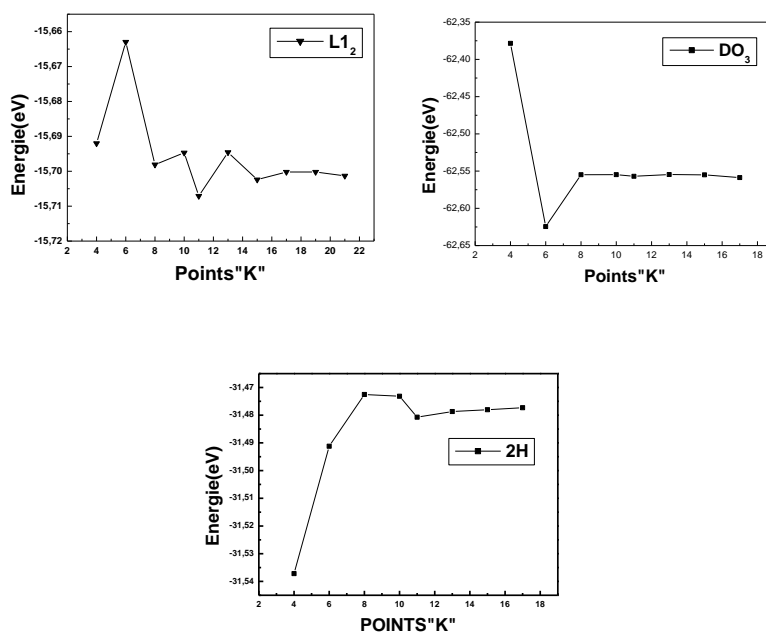 -15,66
-15,67
-15,68
-15,69
-15,70
-15,71
-15,72
Energie(eV)
L1₂
2 4 6 8 10 12 14 16 18 20 22
Points"K"
-62,35
-62,40
-62,45
-62,50
-62,55
-62,60
-62,65
Energie(eV)
DO₃
2 4 6 8 10 12 14 16 18
Points"K"
-31,47
-31,48
-31,49
-31,50
-31,51
-31,52
-31,53
-31,54
Energie(eV)
2H
2 4 6 8 10 12 14 16 18
POINTS"K"